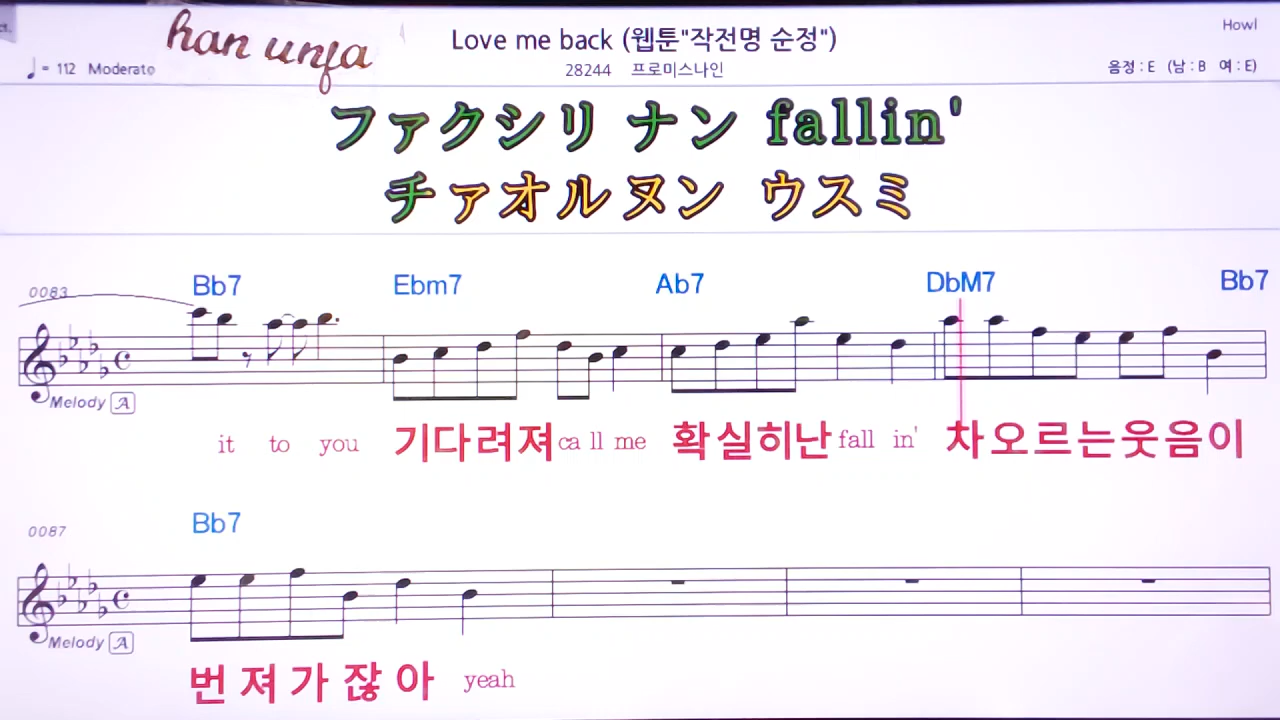 han unfa
Love me back (웹툰"작전명 순정")
Howl
♩= 112 Moderato
28244 프로미스나인
음정 : E (남 : B 여 : E)
ファクシリ ナン fallin'
チァオルヌン ウスミ
0083 Bb7 Ebm7 Ab7 DbM7 Bb7
Melody A
it to you 기다려져 call me 확실히난 fall in' 차오르는웃음이
0087 Bb7
Melody A
번져가잖아 yeah